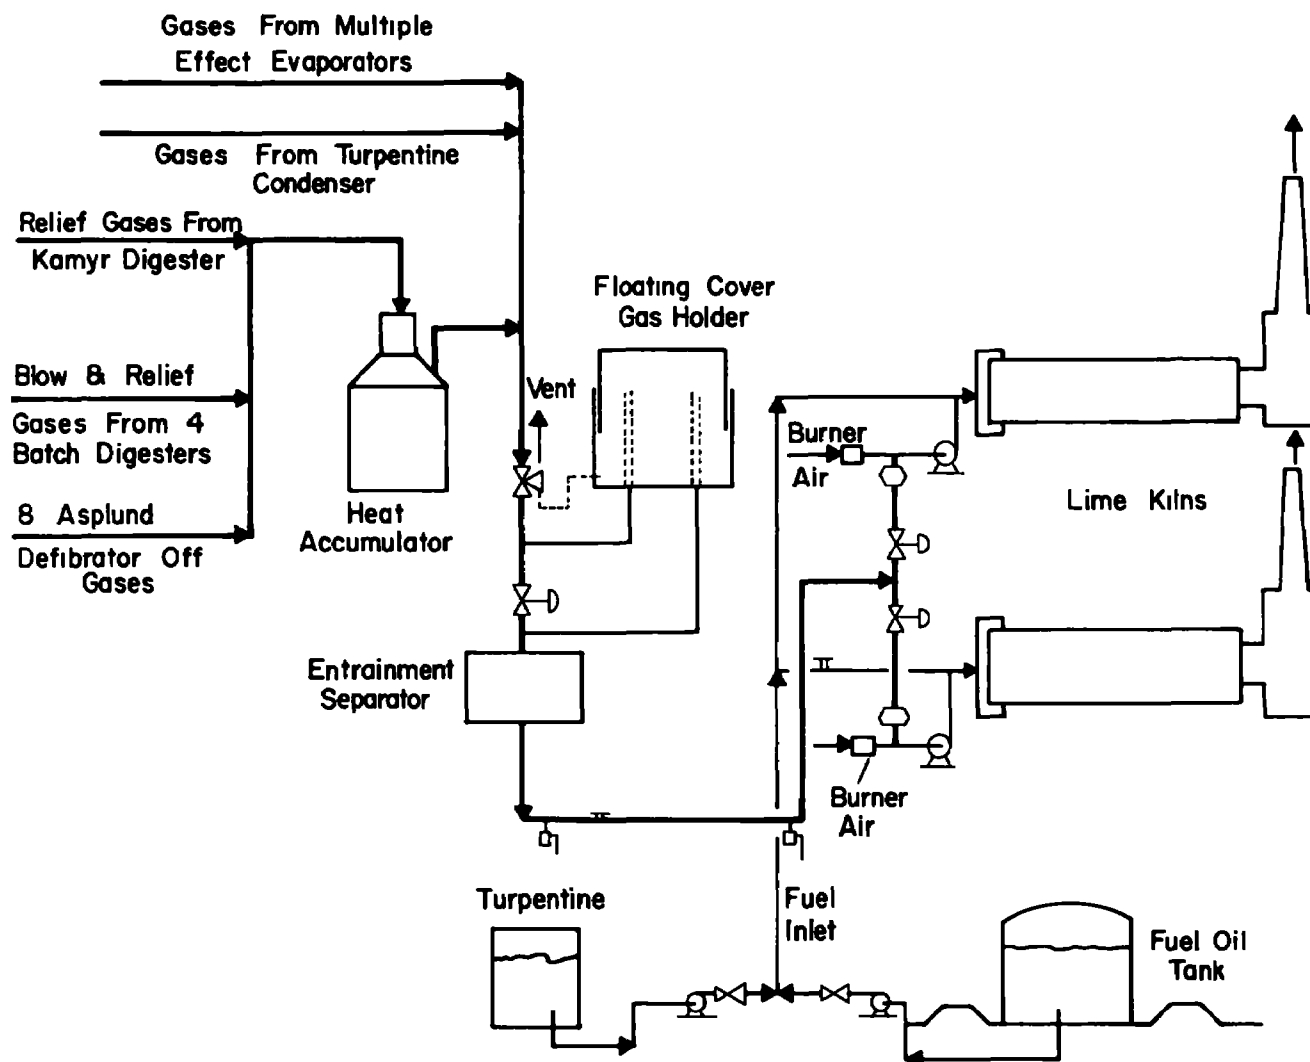 Gases From Multiple
Effect Evaporators
Gases From Turpentine
Condenser
Relief Gases From
Kamyr Digester
Floating Cover
Gas Holder
Blow & Relief
Gases From 4
Batch Digesters
Vent
Burner
Air
Lime Kilns
8 Asplund
Defibrator Off
Gases
Heat
Accumulator
Entrainment
Separator
Burner
Air
Turpentine
Fuel
Inlet
Fuel Oil
Tank